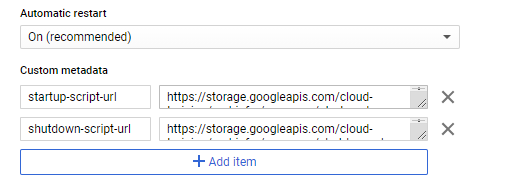 Automatic restart
On (recommended)
Custom metadata
startup-script-url
https://storage.googleapis.com/cloud-
shutdown-script-url
https://storage.googleapis.com/cloud-
Add item